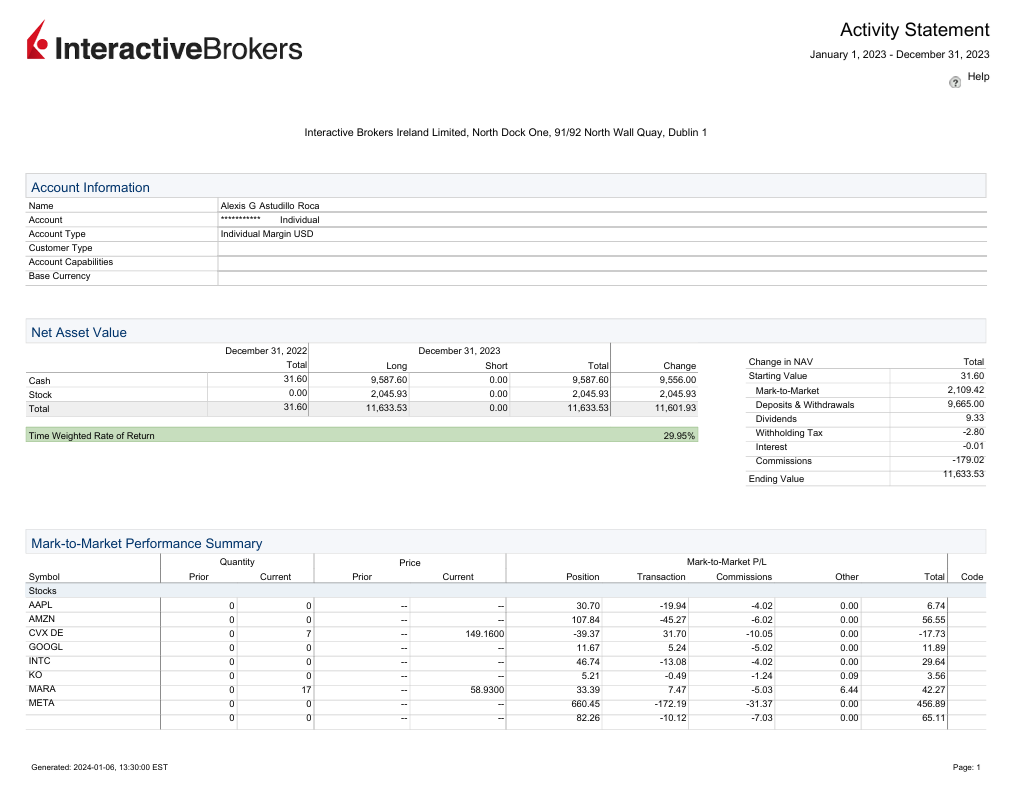 InteractiveBrokers
Activity Statement
January 1, 2023 - December 31, 2023
? Help
Interactive Brokers Ireland Limited, North Dock One, 91/92 North Wall Quay, Dublin 1
Account Information
Name Alexis G Astudillo Roca
Account *********** Individual
Account Type Individual Margin USD
Customer Type
Account Capabilities
Base Currency
Net Asset Value
December 31, 2022 December 31, 2023
Total Long Short Total Change
Cash 31.60 9,587.60 0.00 9,587.60 9,556.00
Stock 0.00 2,045.93 0.00 2,045.93 2,045.93
Total 31.60 11,633.53 0.00 11,633.53 11,601.93
Time Weighted Rate of Return 29.95%
Change in NAV Total
Starting Value 31.60
Mark-to-Market 2,109.42
Deposits & Withdrawals 9,665.00
Dividends 9.33
Withholding Tax -2.80
Interest -0.01
Commissions -179.02
Ending Value 11,633.53
Mark-to-Market Performance Summary
Quantity Price Mark-to-Market P/L
Symbol Prior Current Prior Current Position Transaction Commissions Other Total Code
Stocks
AAPL 0 0 -- -- 30.70 -19.94 -4.02 0.00 6.74
AMZN 0 0 -- -- 107.84 -45.27 -6.02 0.00 56.55
CVX DE 0 7 -- 149.1600 -39.37 31.70 -10.05 0.00 -17.73
GOOGL 0 0 -- -- 11.67 5.24 -5.02 0.00 11.89
INTC 0 0 -- -- 46.74 -13.08 -4.02 0.00 29.64
KO 0 0 -- -- 5.21 -0.49 -1.24 0.09 3.56
MARA 0 17 -- 58.9300 33.39 7.47 -5.03 6.44 42.27
META 0 0 -- -- 660.45 -172.19 -31.37 0.00 456.89
0 0 -- -- 82.26 -10.12 -7.03 0.00 65.11
Generated: 2024-01-06, 13:30:00 EST
Page: 1